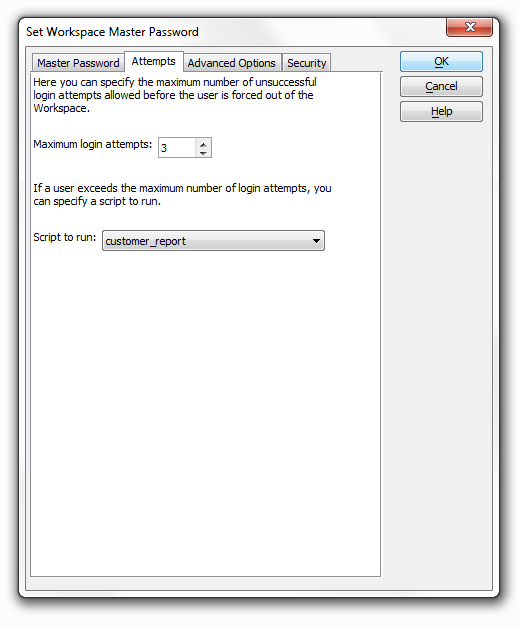 Set Workspace Master Password
Master Password Attempts Advanced Options Security
OK
Cancel
Help
Here you can specify the maximum number of unsuccessful
login attempts allowed before the user is forced out of the
Workspace.
Maximum login attempts: 3
If a user exceeds the maximum number of login attempts, you
can specify a script to run.
Script to run: customer_report